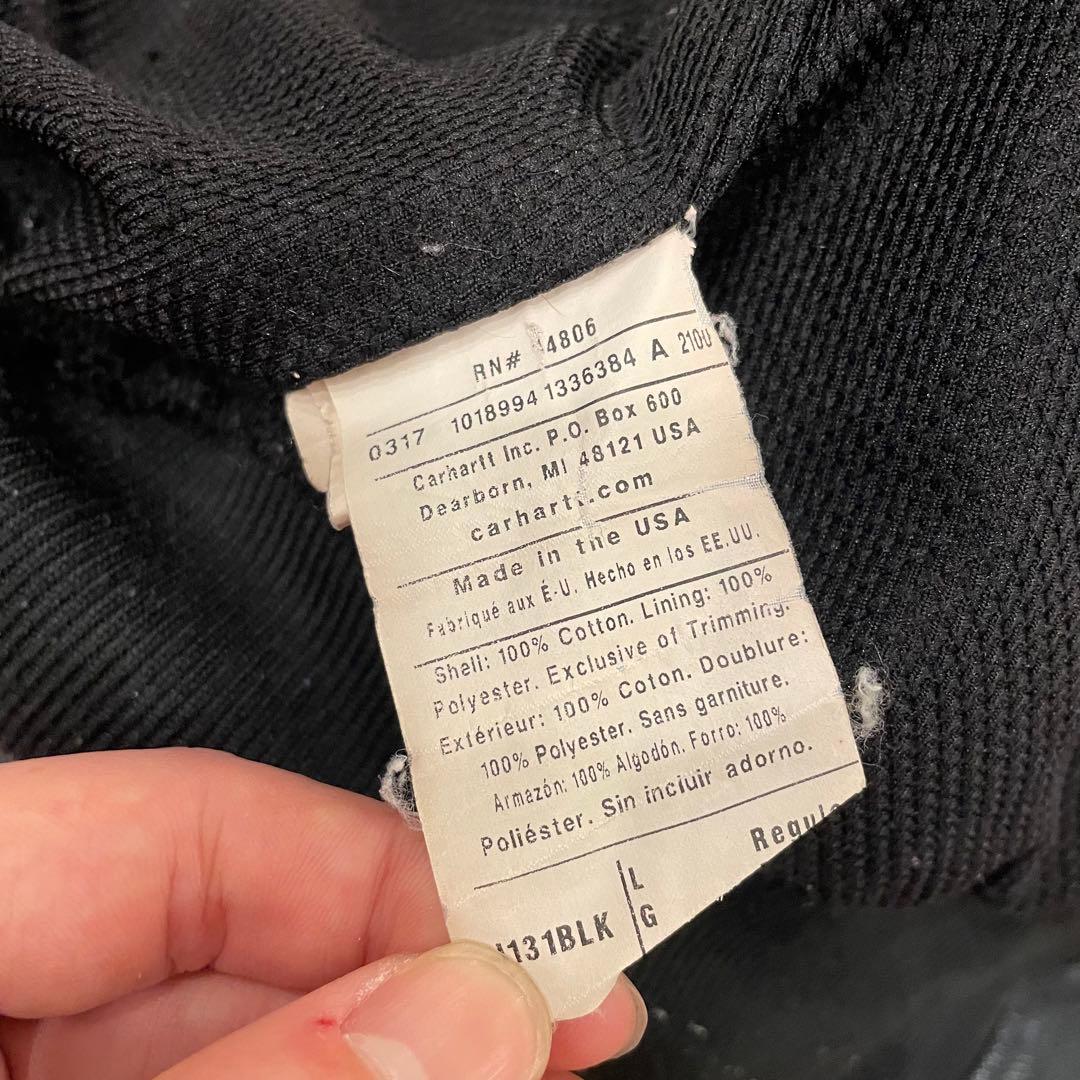 RN# 14806
0317 1018994 1336384 A 210U
Carhartt Inc. P.O. Box 600
Dearborn, MI 48121 USA
carhartt.com
Made in the USA
Fabriqué aux É-U. Hecho en los EE.UU.
Shell: 100% Cotton. Lining: 100%
Polyester. Exclusive of Trimming.
Extérieur: 100% Coton. Doublure:
100% Polyester. Sans garniture.
Armazón: 100% Algodón. Forro: 100%
Poliéster. Sin incluir adorno.
Regula
J131BLK
L
G